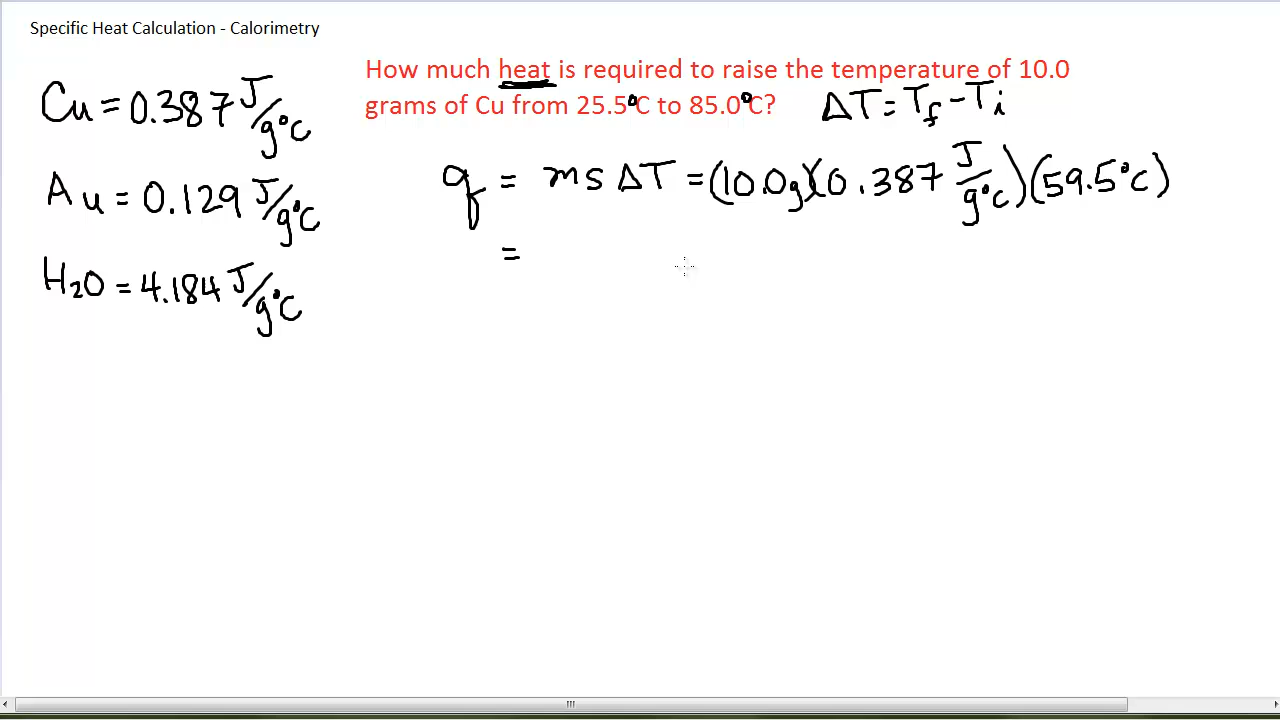 Specific Heat Calculation - Calorimetry
How much heat is required to raise the temperature of 10.0
grams of Cu from 25.5°C to 85.0°C? ΔT = Tf - Ti
Cu = 0.387 J/g°C
Au = 0.129 J/g°C
H₂O = 4.184 J/g°C
q = ms ΔT = (10.0g)(0.387 J/g°C)(59.5°C)
=